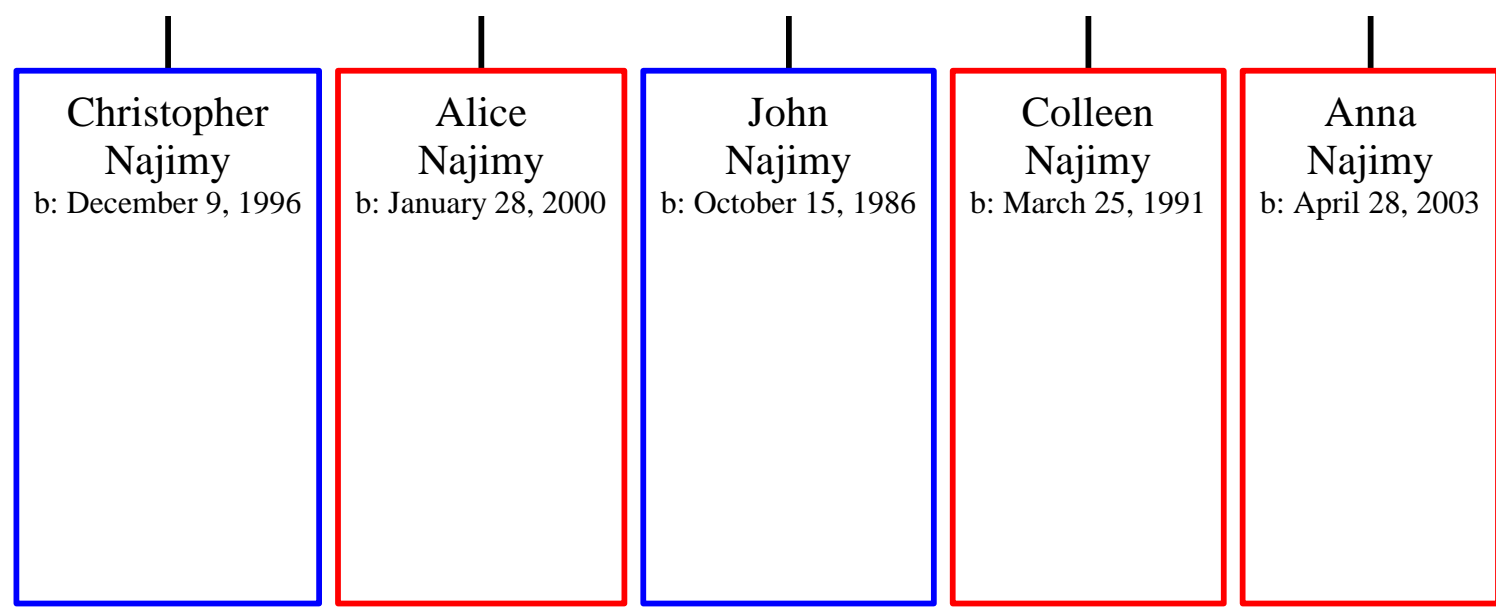 Christopher
Najimy
b: December 9, 1996
Alice
Najimy
b: January 28, 2000
John
Najimy
b: October 15, 1986
Colleen
Najimy
b: March 25, 1991
Anna
Najimy
b: April 28, 2003